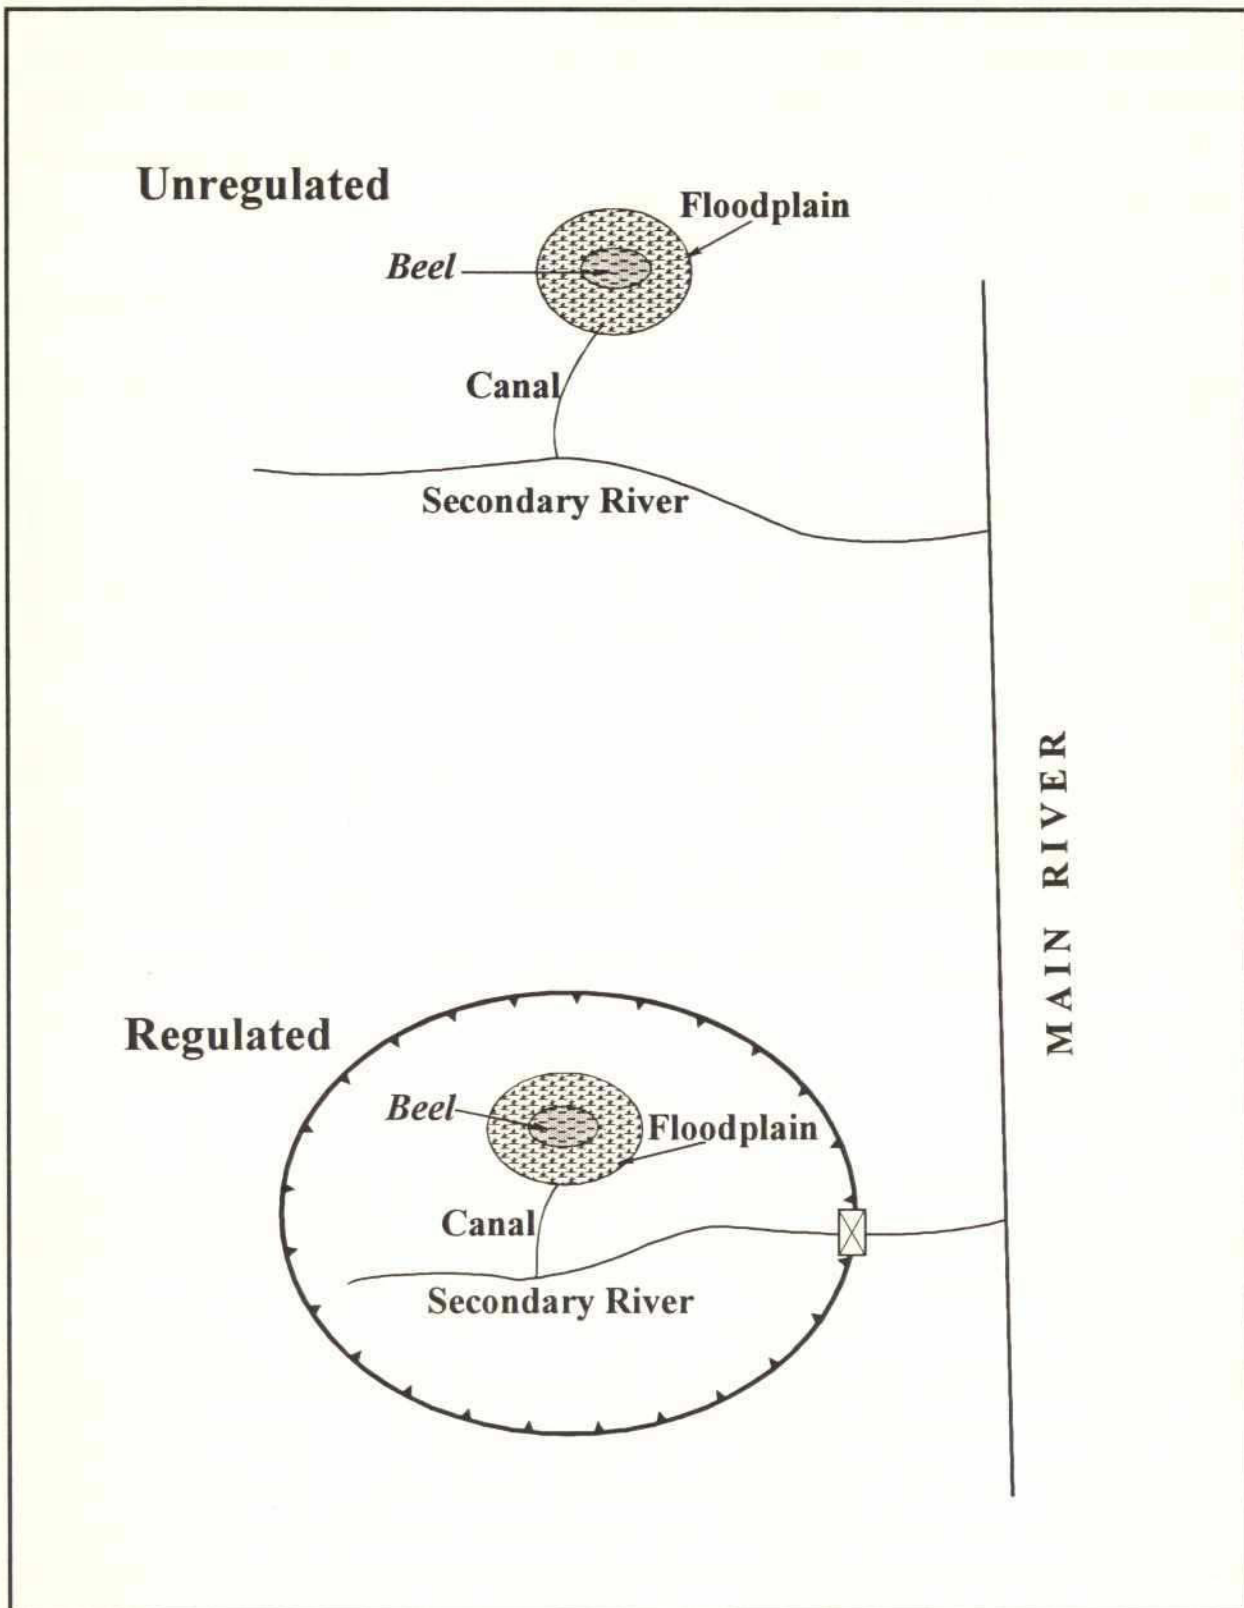 Unregulated
Floodplain
Beel
Canal
Secondary River
MAIN RIVER
Regulated
Beel
Floodplain
Canal
Secondary River